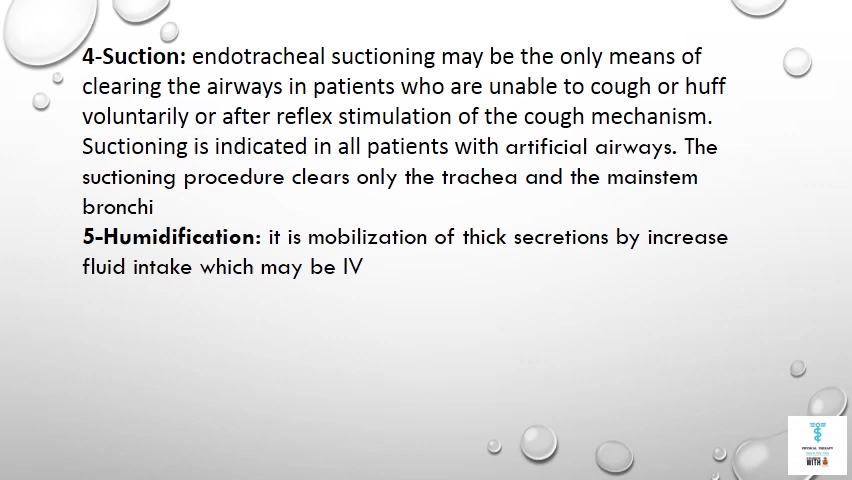 4-Suction: endotracheal suctioning may be the only means of
clearing the airways in patients who are unable to cough or huff
voluntarily or after reflex stimulation of the cough mechanism.
Suctioning is indicated in all patients with artificial airways. The
suctioning procedure clears only the trachea and the mainstem
bronchi
5-Humidification: it is mobilization of thick secretions by increase
fluid intake which may be IV
PHYSICAL THERAPY
WITH